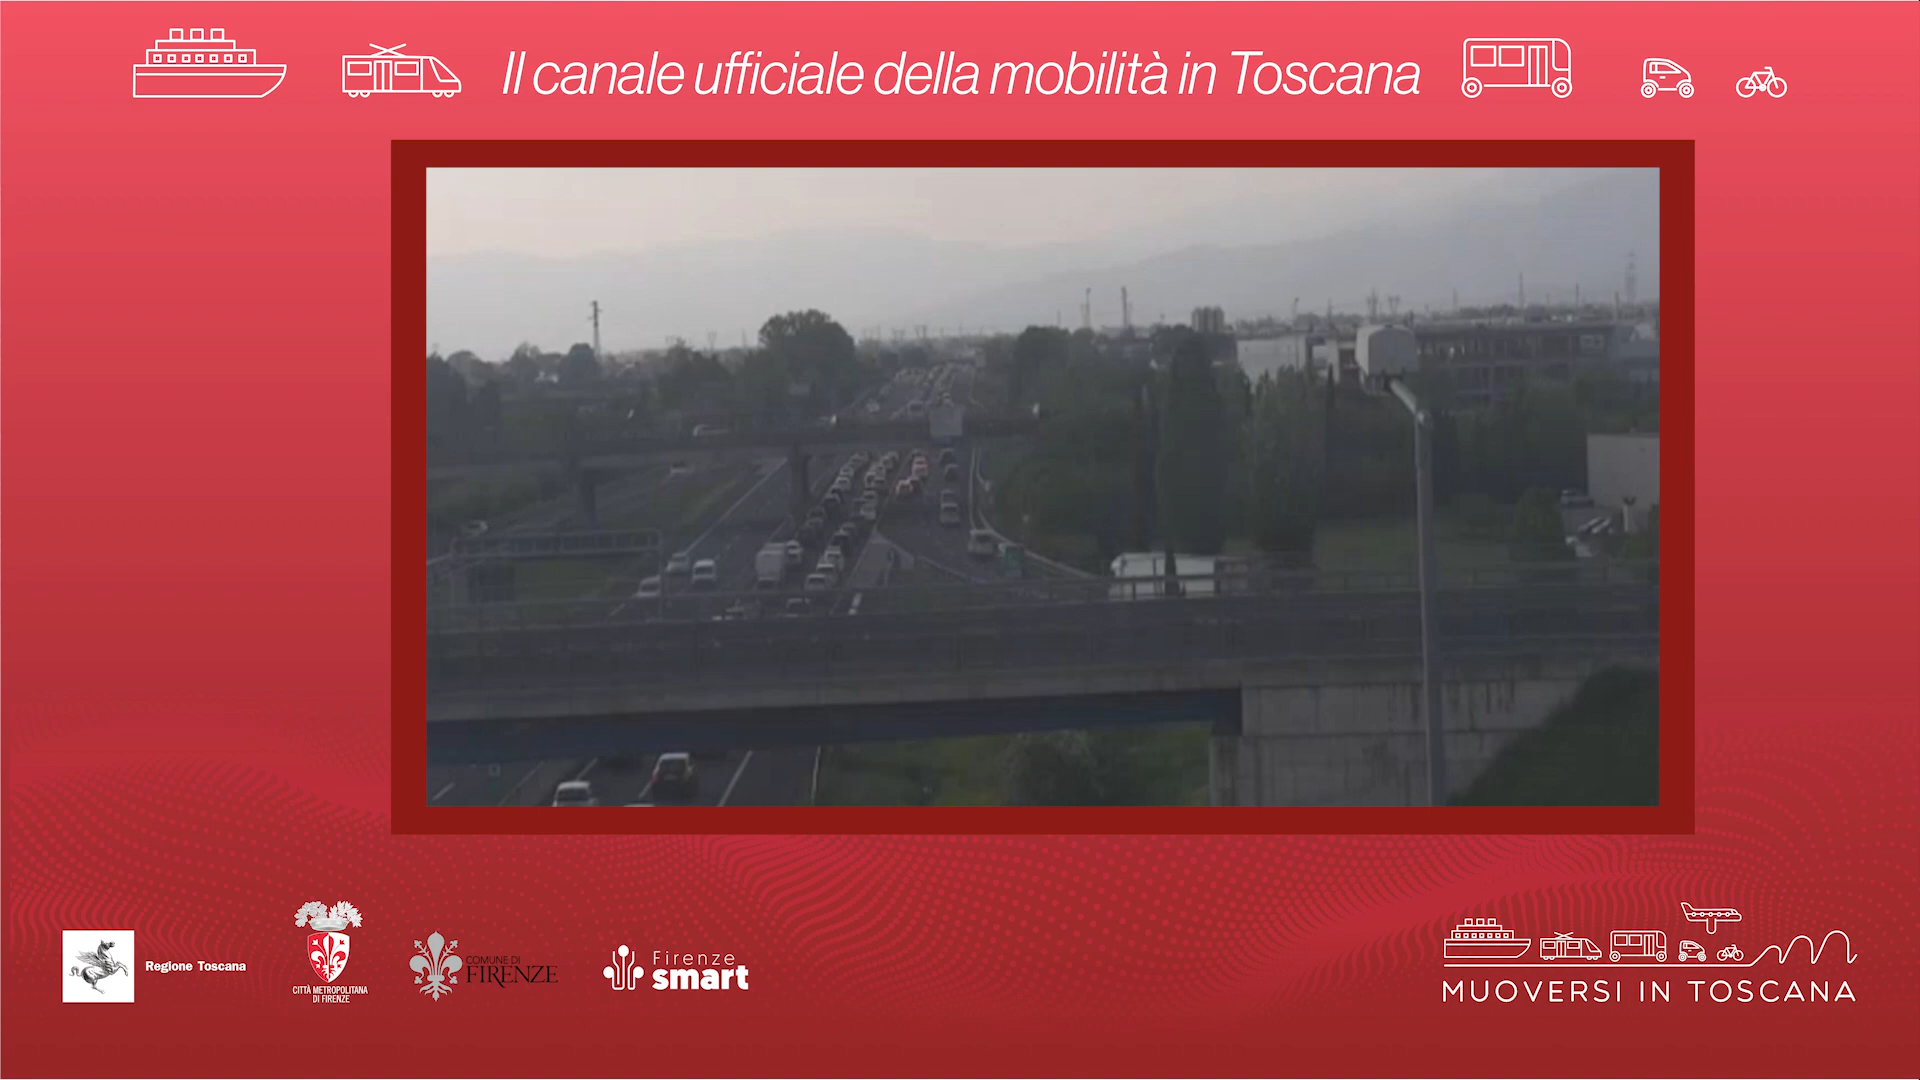 Il canale ufficiale della mobilità in Toscana
Regione Toscana
CITTÀ METROPOLITANA
DI FIRENZE
COMUNE DI
FIRENZE
Firenze
smart
MUOVERSI IN TOSCANA